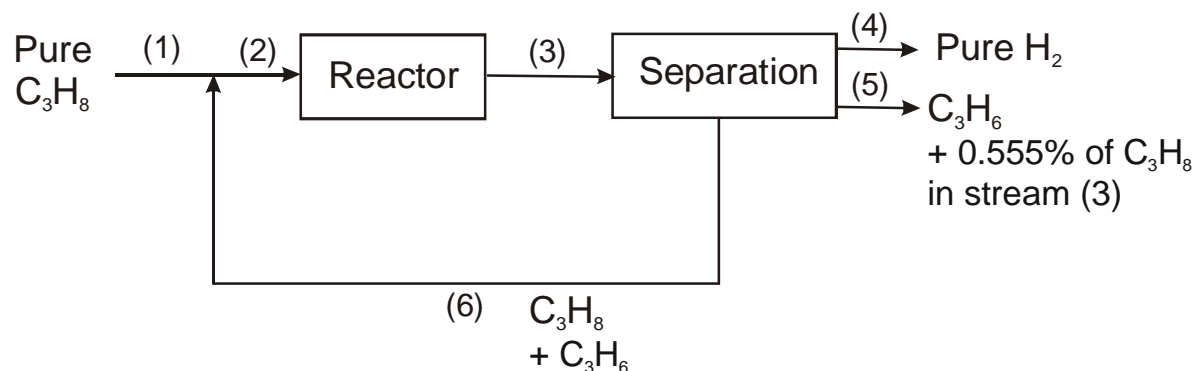 Pure
C₃H₈
(1)
(2)
Reactor
(3)
Separation
(4)
Pure H₂
(5)
C₃H₆
+ 0.555% of C₃H₈
in stream (3)
(6)
C₃H₈
+ C₃H₆